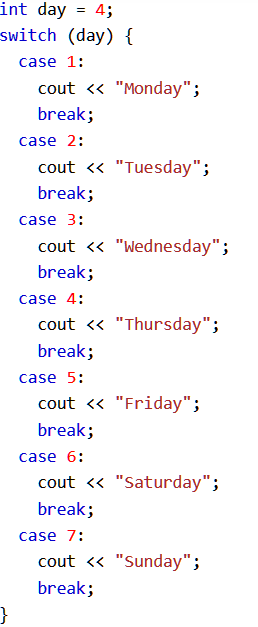 int day = 4;
switch (day) {
  case 1:
    cout << "Monday";
    break;
  case 2:
    cout << "Tuesday";
    break;
  case 3:
    cout << "Wednesday";
    break;
  case 4:
    cout << "Thursday";
    break;
  case 5:
    cout << "Friday";
    break;
  case 6:
    cout << "Saturday";
    break;
  case 7:
    cout << "Sunday";
    break;
}